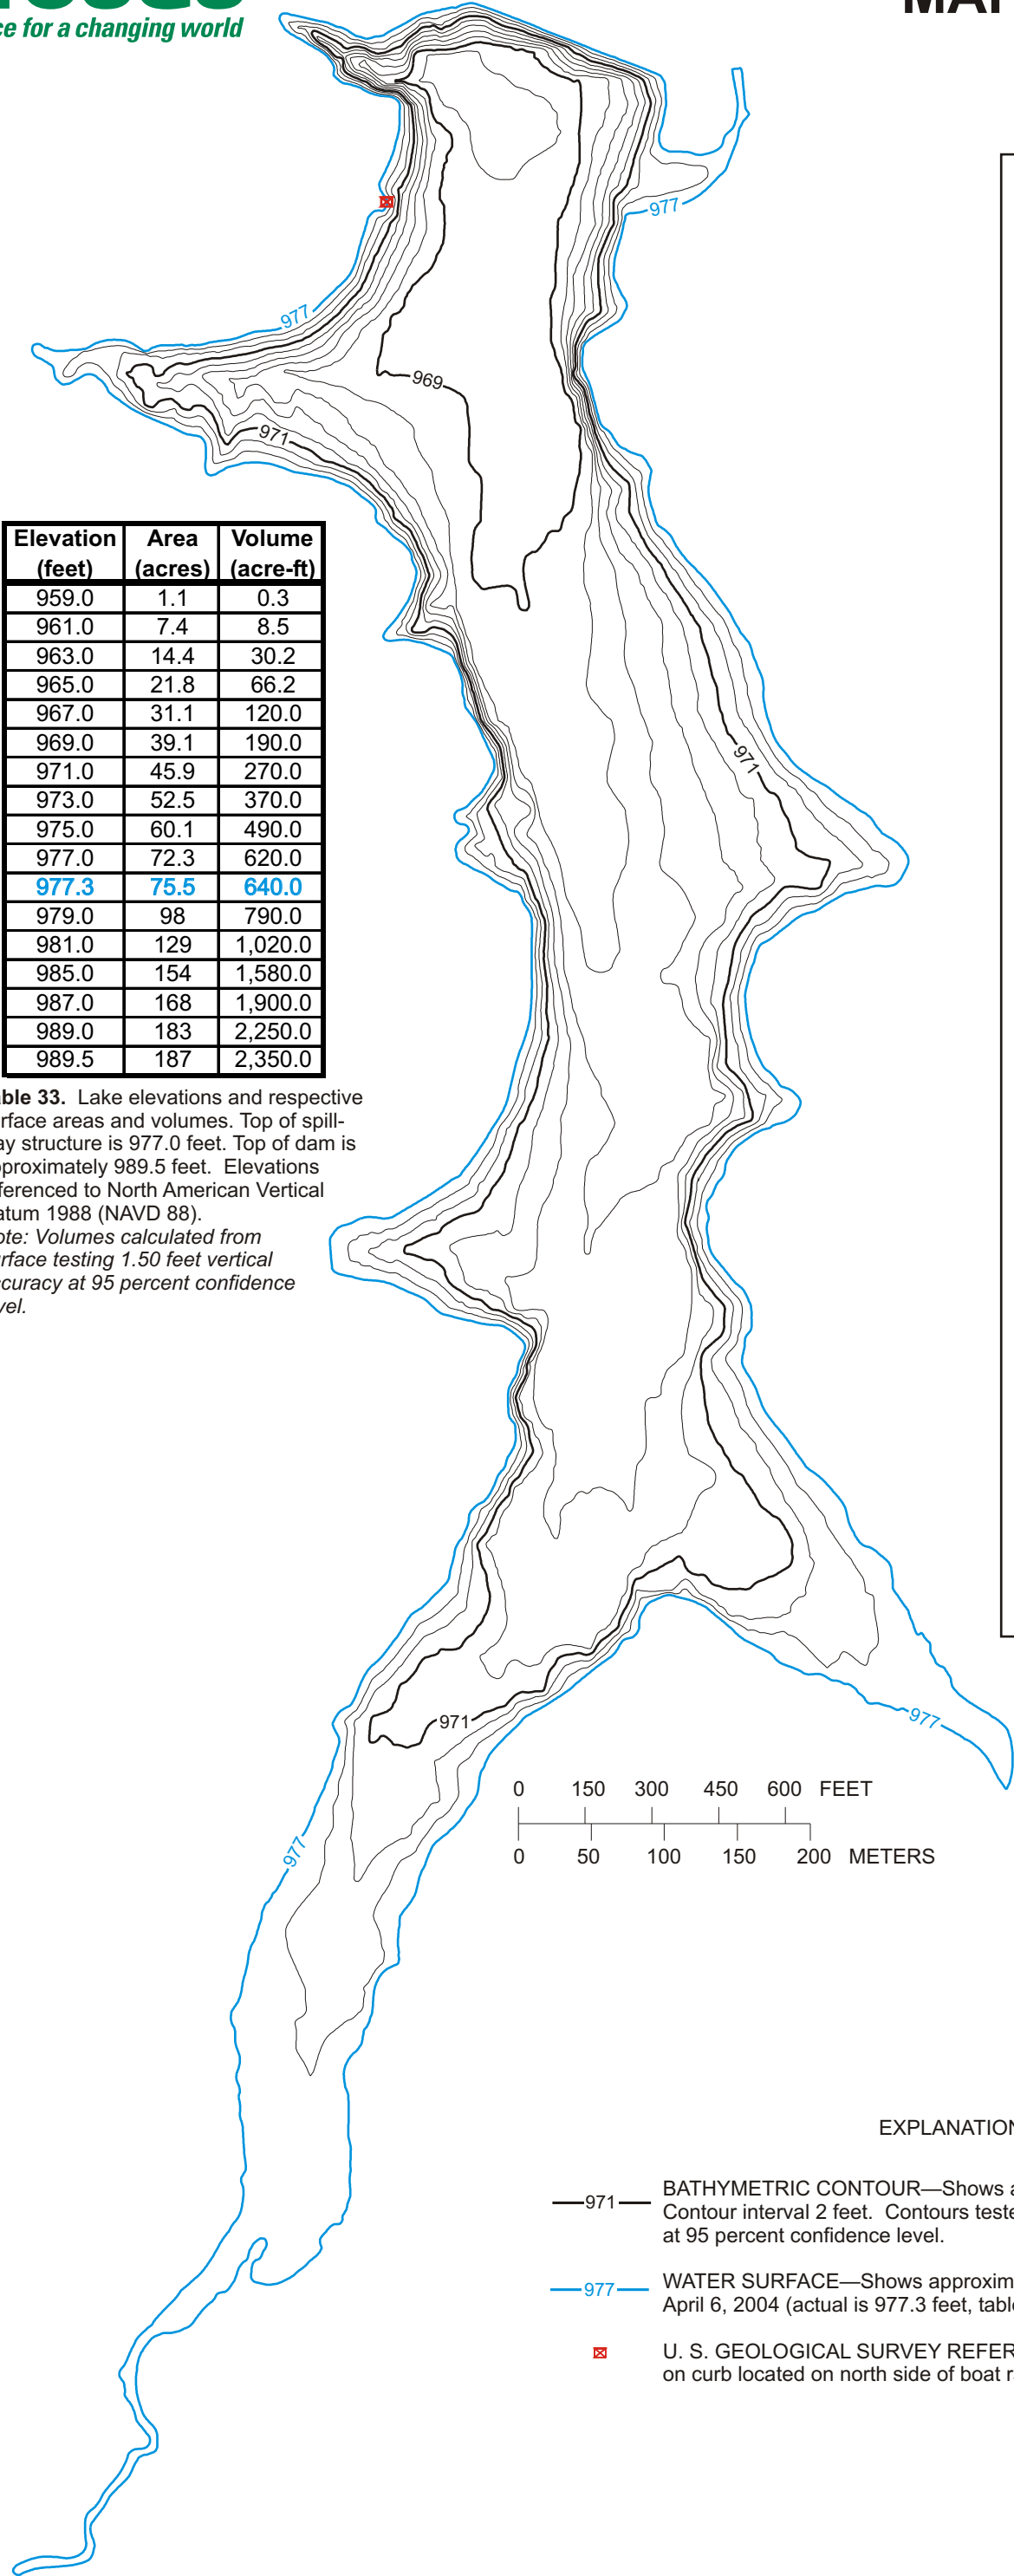 ce for a changing world
977
977
969
971
Elevation Area Volume
(feet) (acres) (acre-ft)
959.0 1.1 0.3
961.0 7.4 8.5
963.0 14.4 30.2
965.0 21.8 66.2
967.0 31.1 120.0
969.0 39.1 190.0
971.0 45.9 270.0
973.0 52.5 370.0
975.0 60.1 490.0
977.0 72.3 620.0
977.3 75.5 640.0
979.0 98 790.0
981.0 129 1,020.0
985.0 154 1,580.0
987.0 168 1,900.0
989.0 183 2,250.0
989.5 187 2,350.0
able 33. Lake elevations and respective
urface areas and volumes. Top of spill-
ay structure is 977.0 feet. Top of dam is
pproximately 989.5 feet. Elevations
ferenced to North American Vertical
atum 1988 (NAVD 88).
ote: Volumes calculated from
urface testing 1.50 feet vertical
ccuracy at 95 percent confidence
vel.
971
971
977
977
0 150 300 450 600 FEET
0 50 100 150 200 METERS
EXPLANATION
971 BATHYMETRIC CONTOUR—Shows a
Contour interval 2 feet. Contours teste
at 95 percent confidence level.
977 WATER SURFACE—Shows approxim
April 6, 2004 (actual is 977.3 feet, tabl
U. S. GEOLOGICAL SURVEY REFER
on curb located on north side of boat r